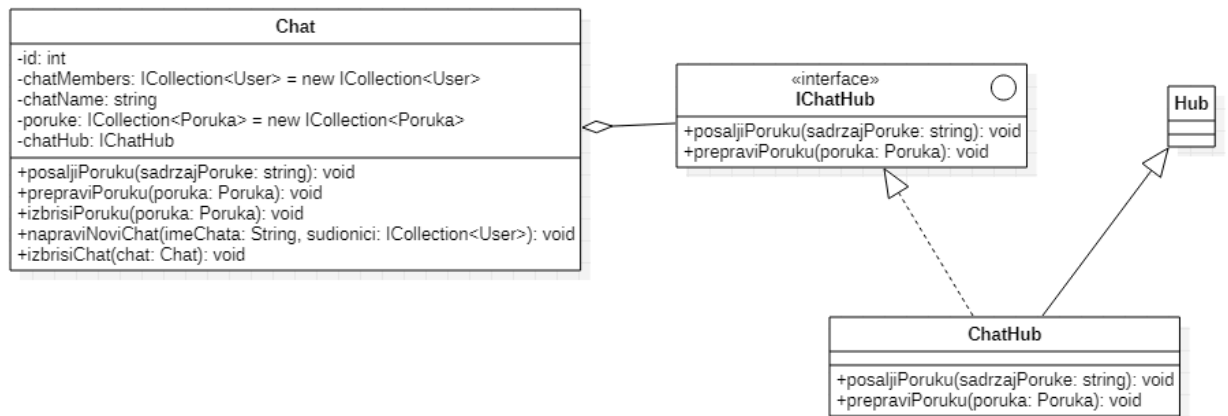 Chat
-id: int
-chatMembers: ICollection<User> = new ICollection<User>
-chatName: string
-poruke: ICollection<Poruka> = new ICollection<Poruka>
-chatHub: IChatHub
+posaljiPoruku(sadrzajPoruke: string): void
+prepraviPoruku(poruka: Poruka): void
+izbrisiPoruku(poruka: Poruka): void
+napraviNoviChat(imeChata: String, sudionici: ICollection<User>): void
+izbrisiChat(chat: Chat): void
«interface»
IChatHub
+posaljiPoruku(sadrzajPoruke: string): void
+prepraviPoruku(poruka: Poruka): void
Hub
ChatHub
+posaljiPoruku(sadrzajPoruke: string): void
+prepraviPoruku(poruka: Poruka): void